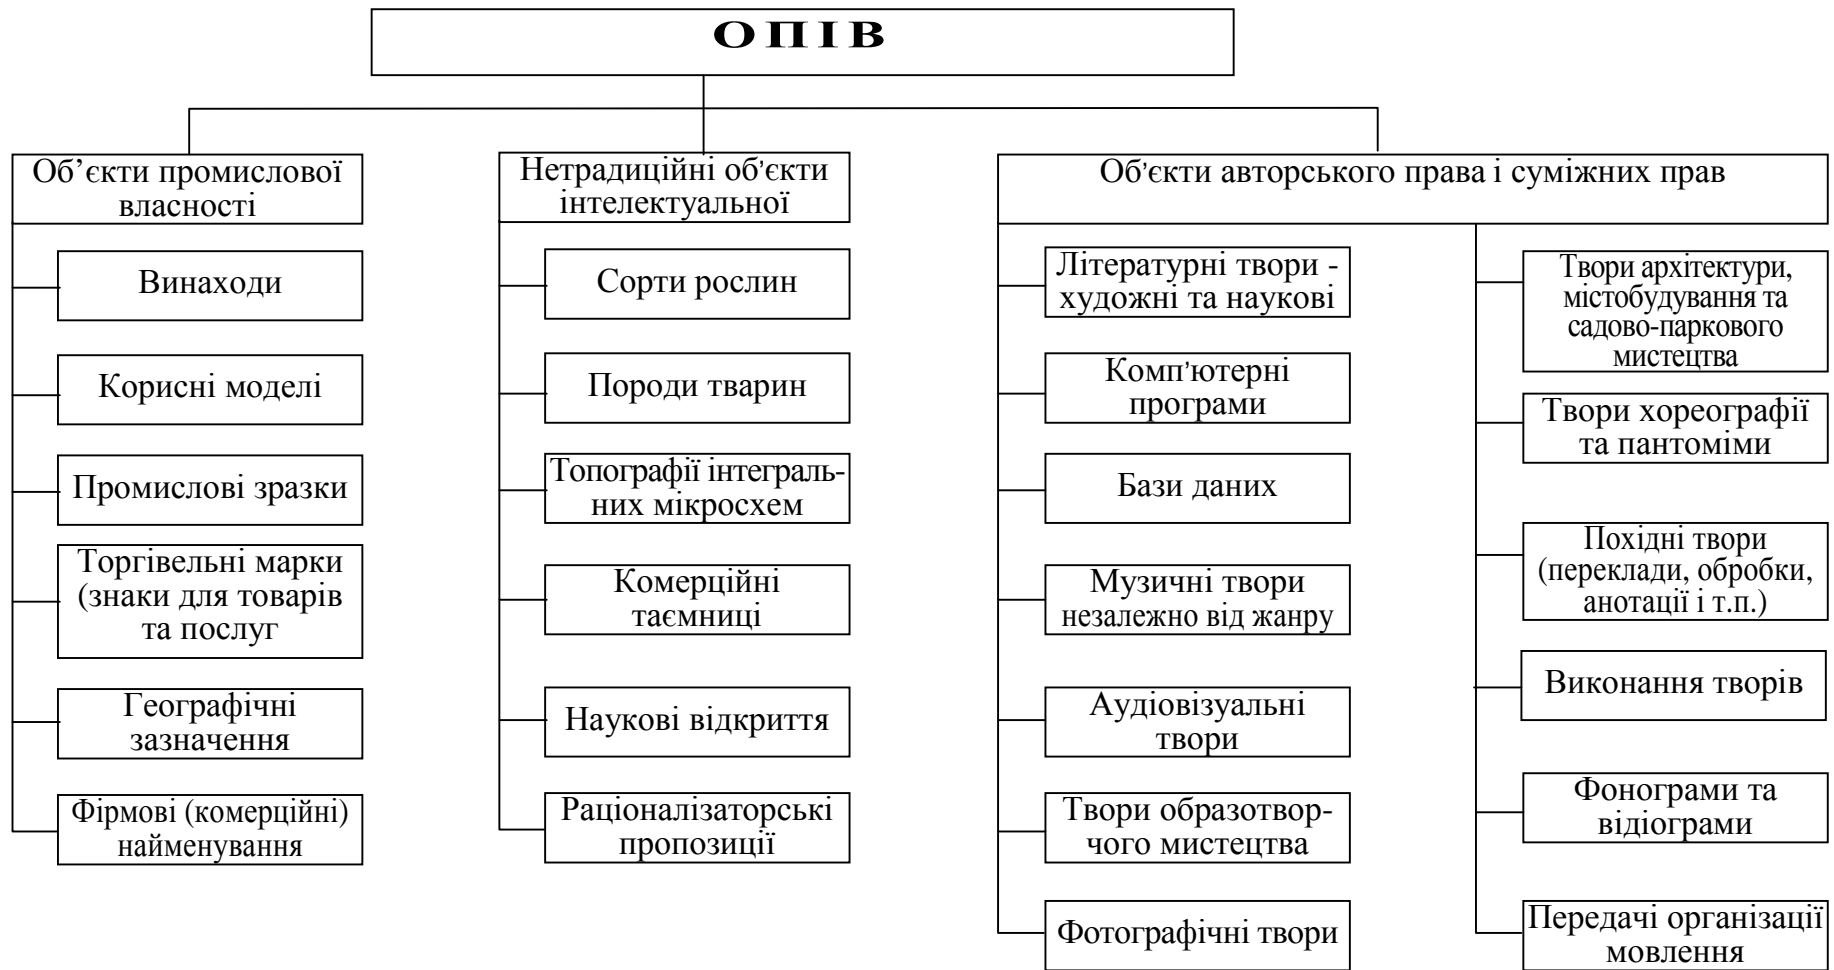 ОПІВ
Об’єкти промислової
власності
Винаходи
Корисні моделі
Промислові зразки
Торгівельні марки
(знаки для товарів
та послуг
Географічні
зазначення
Фірмові (комерційні)
найменування
Нетрадиційні об’єкти
інтелектуальної
Сорти рослин
Породи тварин
Топографії інтеграль-
них мікросхем
Комерційні
таємниці
Наукові відкриття
Раціоналізаторські
пропозиції
Об’єкти авторського права і суміжних прав
Літературні твори -
художні та наукові
Комп’ютерні
програми
Бази даних
Музичні твори
незалежно від жанру
Аудіовізуальні
твори
Твори образотвор-
чого мистецтва
Фотографічні твори
Твори архітектури,
містобудування та
садово-паркового
мистецтва
Твори хореографії
та пантоміми
Похідні твори
(переклади, обробки,
анотації і т.п.)
Виконання творів
Фонограми та
відіограми
Передачі організації
мовлення